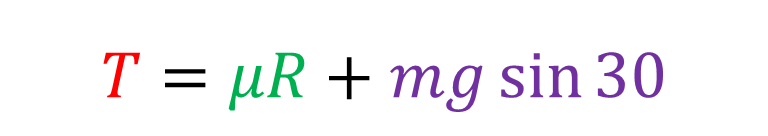 T = μR + mg sin 30